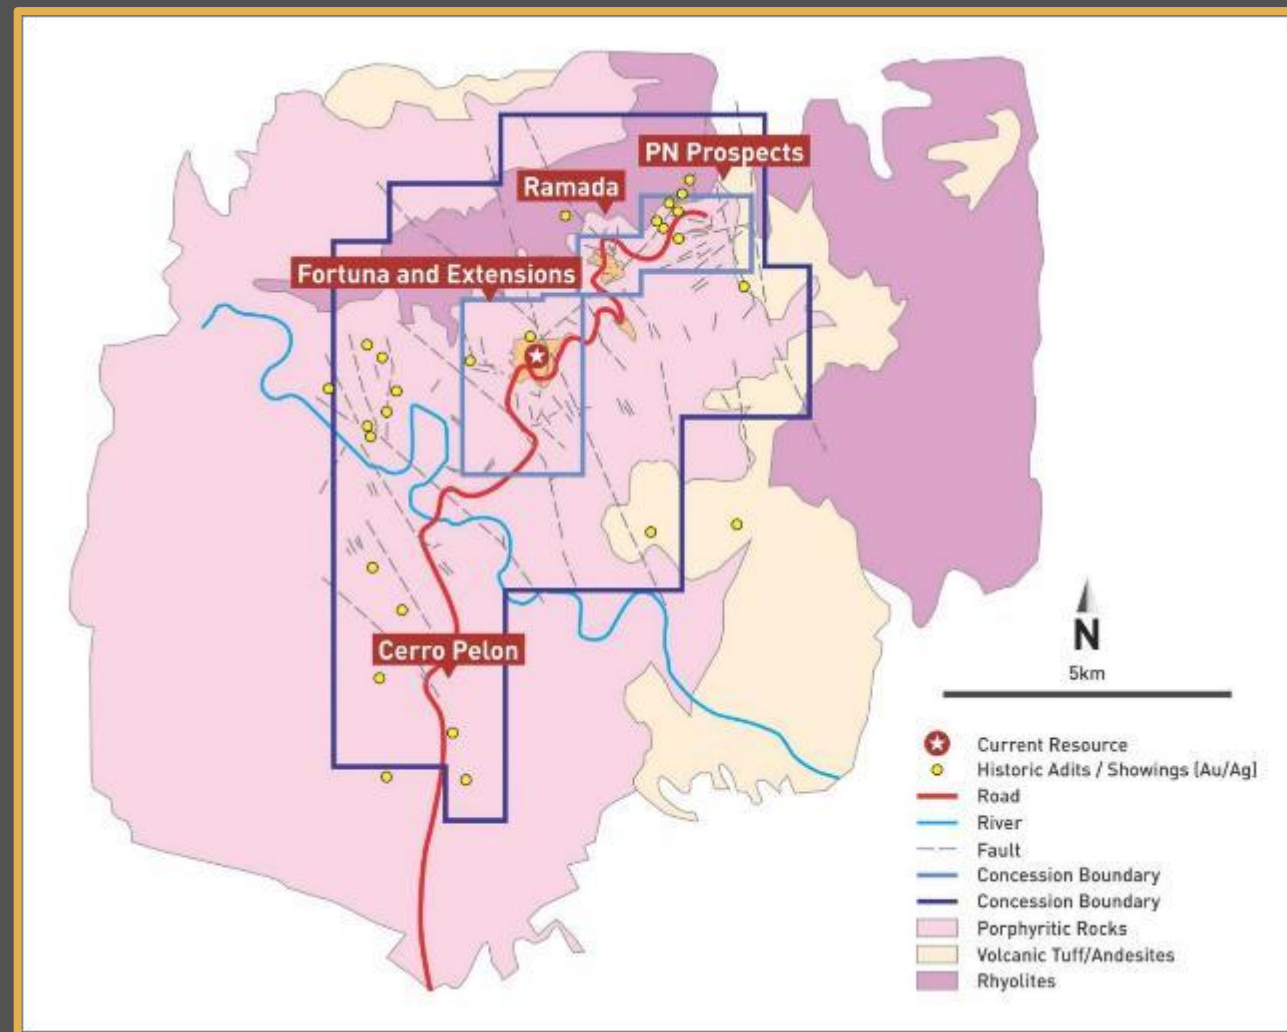 PN Prospects
Ramada
Fortuna and Extensions
Cerro Pelon
N
5km
Current Resource
Historic Adits / Showings (Au/Ag)
Road
River
Fault
Concession Boundary
Concession Boundary
Porphyritic Rocks
Volcanic Tuff/Andesites
Rhyolites